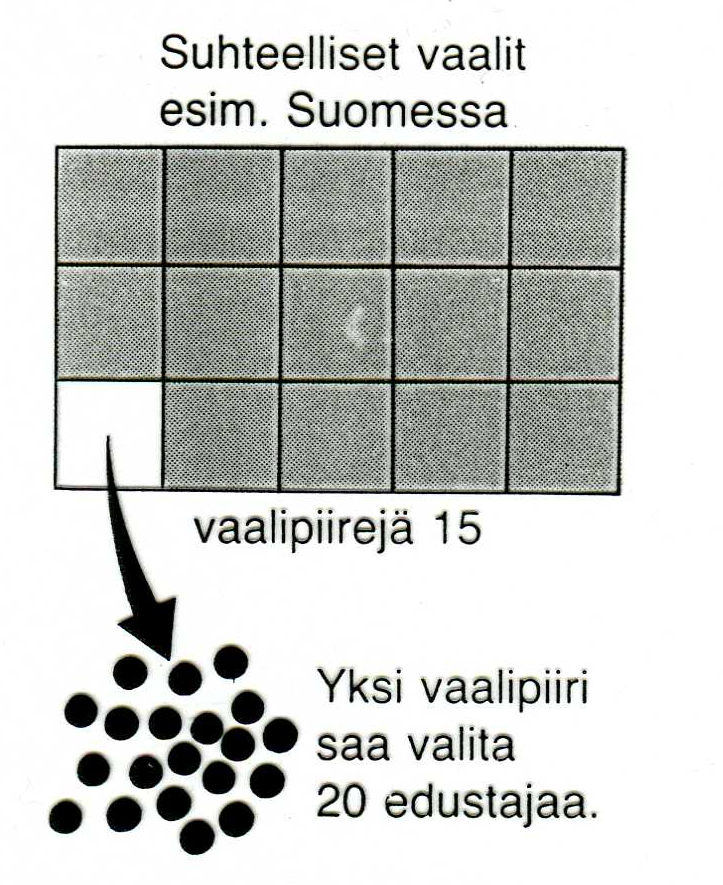 Suhteelliset vaalit
esim. Suomessa
vaalipiirejä 15
Yksi vaalipiiri
saa valita
20 edustajaa.